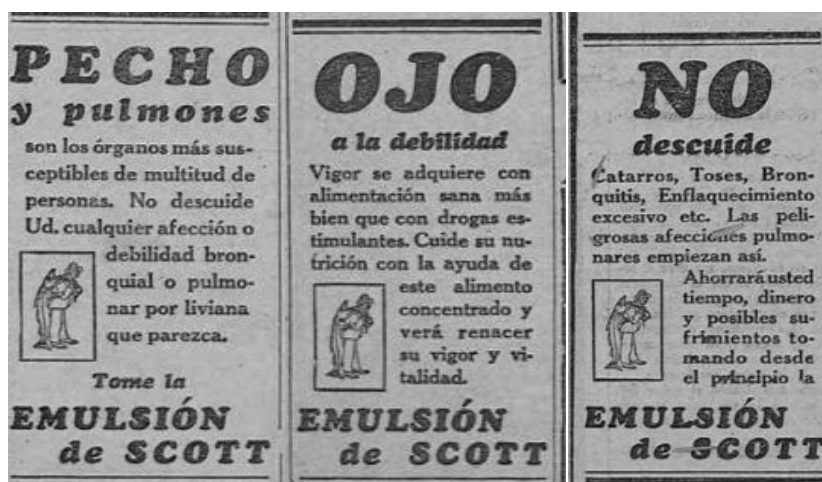 PECHO
y pulmones
son los órganos más sus-
ceptibles de multitud de
personas. No descuide
Ud. cualquier afección o
debilidad bron-
quial o pulmo-
nar por liviana
que parezca.
Tome la
EMULSIÓN
de SCOTT
OJO
a la debilidad
Vigor se adquiere con
alimentación sana más
bien que con drogas es-
timulantes. Cuide su nu-
trición con la ayuda de
este alimento
concentrado y
verá renacer
su vigor y vi-
talidad.
EMULSIÓN
de SCOTT
NO
descuide
Catarros, Toses, Bron-
quitis, Enflaquecimiento
excesivo etc. Las peli-
grosas afecciones pulmo-
nares empiezan así.
Ahorrará usted
tiempo, dinero
y posibles su-
frimientos to-
mando desde
el principio la
EMULSIÓN
de SCOTT